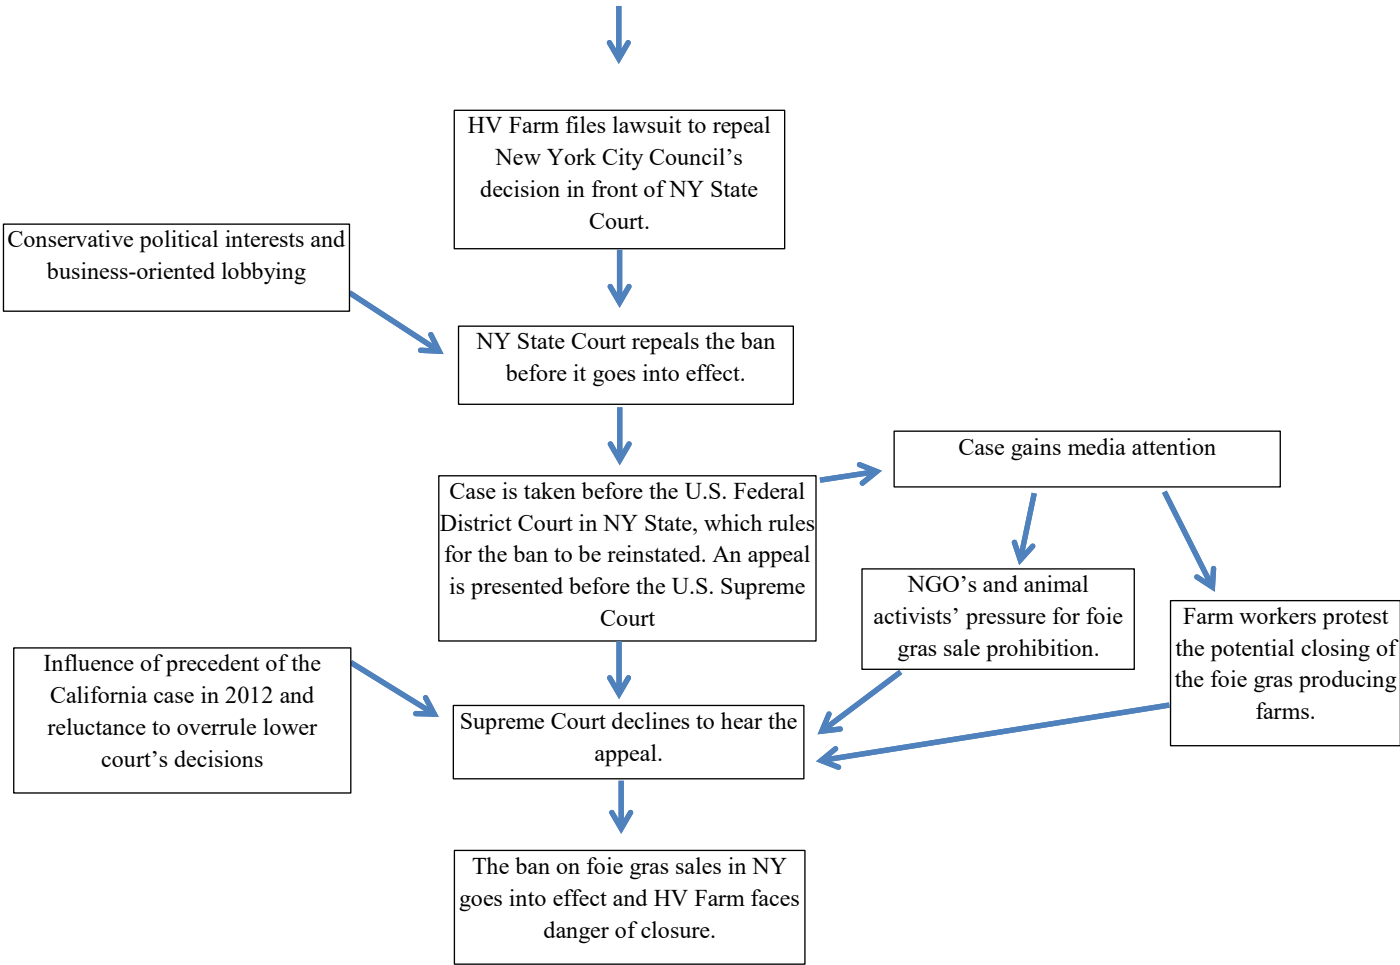 HV Farm files lawsuit to repeal
New York City Council’s
decision in front of NY State
Court.
Conservative political interests and
business-oriented lobbying
NY State Court repeals the ban
before it goes into effect.
Case gains media attention
Case is taken before the U.S. Federal
District Court in NY State, which rules
for the ban to be reinstated. An appeal
is presented before the U.S. Supreme
Court
NGO’s and animal
activists’ pressure for foie
gras sale prohibition.
Farm workers protest
the potential closing of
the foie gras producing
farms.
Influence of precedent of the
California case in 2012 and
reluctance to overrule lower
court’s decisions
Supreme Court declines to hear the
appeal.
The ban on foie gras sales in NY
goes into effect and HV Farm faces
danger of closure.